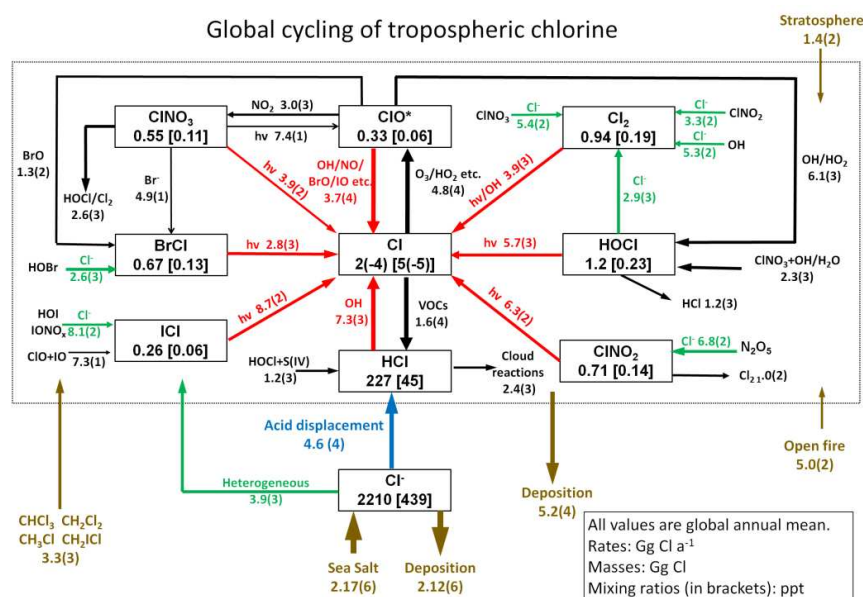 Global cycling of tropospheric chlorine
Stratosphere
1.4(2)
ClNO3
0.55 [0.11]
NO2 3.0(3)
hv 7.4(1)
ClO*
0.33 [0.06]
ClNO3
Cl-
5.4(2)
Cl2
0.94 [0.19]
Cl-
3.3(2)
ClNO2
Cl-
5.3(2)
OH
BrO
1.3(2)
HOCl/Cl2
2.6(3)
Br-
4.9(1)
hv 3.9(2)
OH/NO/
BrO/IO etc.
3.7(4)
O3/HO2 etc.
4.8(4)
hv/OH 3.9(3)
Cl-
2.9(3)
OH/HO2
6.1(3)
BrCl
0.67 [0.13]
HOBr
Cl-
2.6(3)
hv 2.8(3)
Cl
2(-4) [5(-5)]
hv 5.7(3)
HOCl
1.2 [0.23]
ClNO3+OH/H2O
2.3(3)
HCl 1.2(3)
HOI
IONOx
Cl-
8.1(2)
ClO+IO
7.3(1)
ICl
0.26 [0.06]
hv 8.7(2)
OH
7.3(3)
VOCs
1.6(4)
hv 6.3(2)
HOCl+S(IV)
1.2(3)
HCl
227 [45]
Cloud
reactions
2.4(3)
ClNO2
0.71 [0.14]
Cl- 6.8(2)
N2O5
Cl2 1.0(2)
Acid displacement
4.6 (4)
Open fire
5.0(2)
Heterogeneous
3.9(3)
Cl-
2210 [439]
Deposition
5.2(4)
CHCl3 CH2Cl2
CH3Cl CH2ICl
3.3(3)
Sea Salt
2.17(6)
Deposition
2.12(6)
All values are global annual mean.
Rates: Gg Cl a-1
Masses: Gg Cl
Mixing ratios (in brackets): ppt